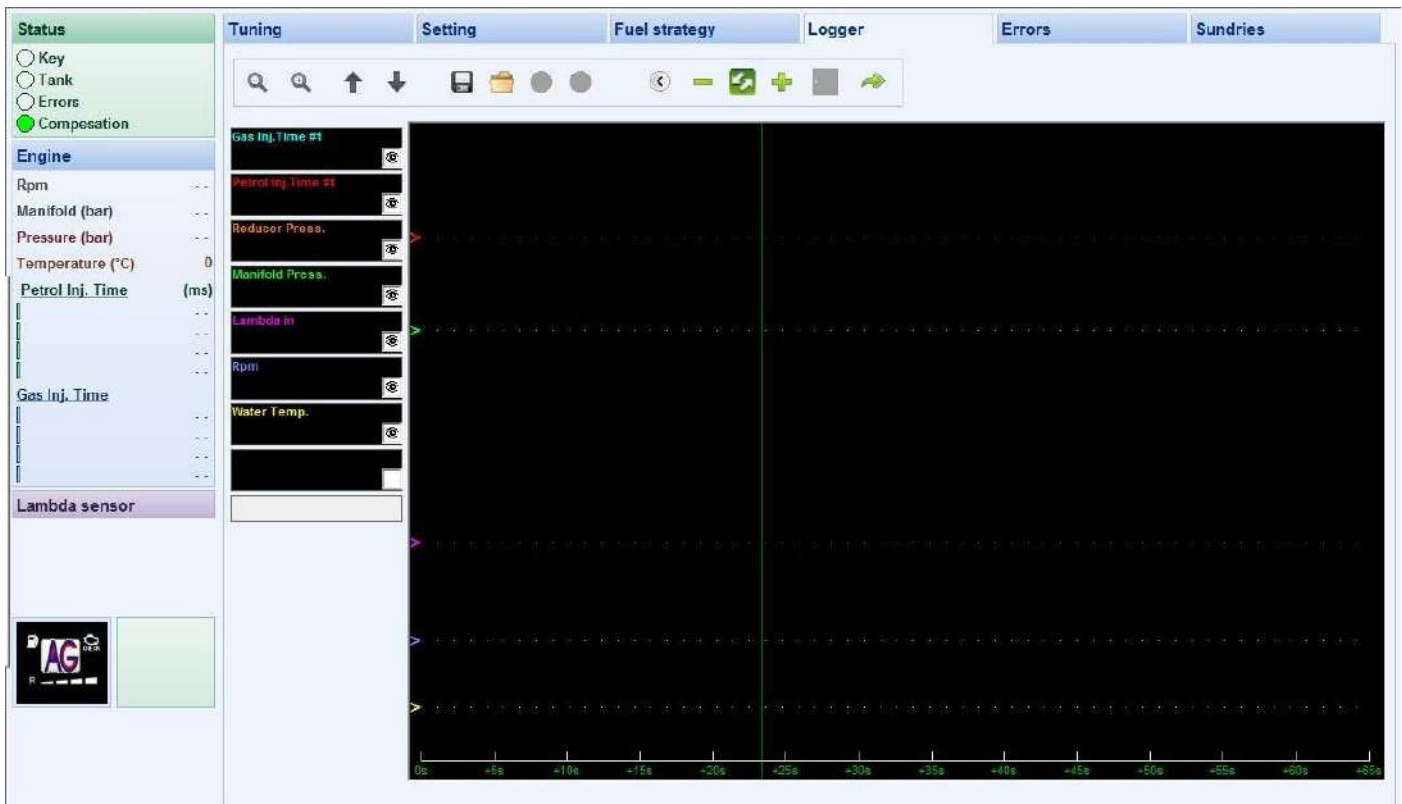 Status
Key
Tank
Errors
Compesation
Engine
Rpm - -
Manifold (bar) - -
Pressure (bar) - -
Temperature (°C) 0
Petrol Inj. Time (ms)
- -
- -
- -
- -
Gas Inj. Time
- -
- -
- -
- -
Lambda sensor
AG
CHECK
R
Tuning Setting Fuel strategy Logger Errors Sundries
Gas Inj.Time #1
Petrol Inj.Time #1
Reducer Press.
Manifold Press.
Lambda in
Rpm
Water Temp.
0s +5s +10s +15s +20s +25s +30s +35s +40s +45s +50s +55s +60s +65s